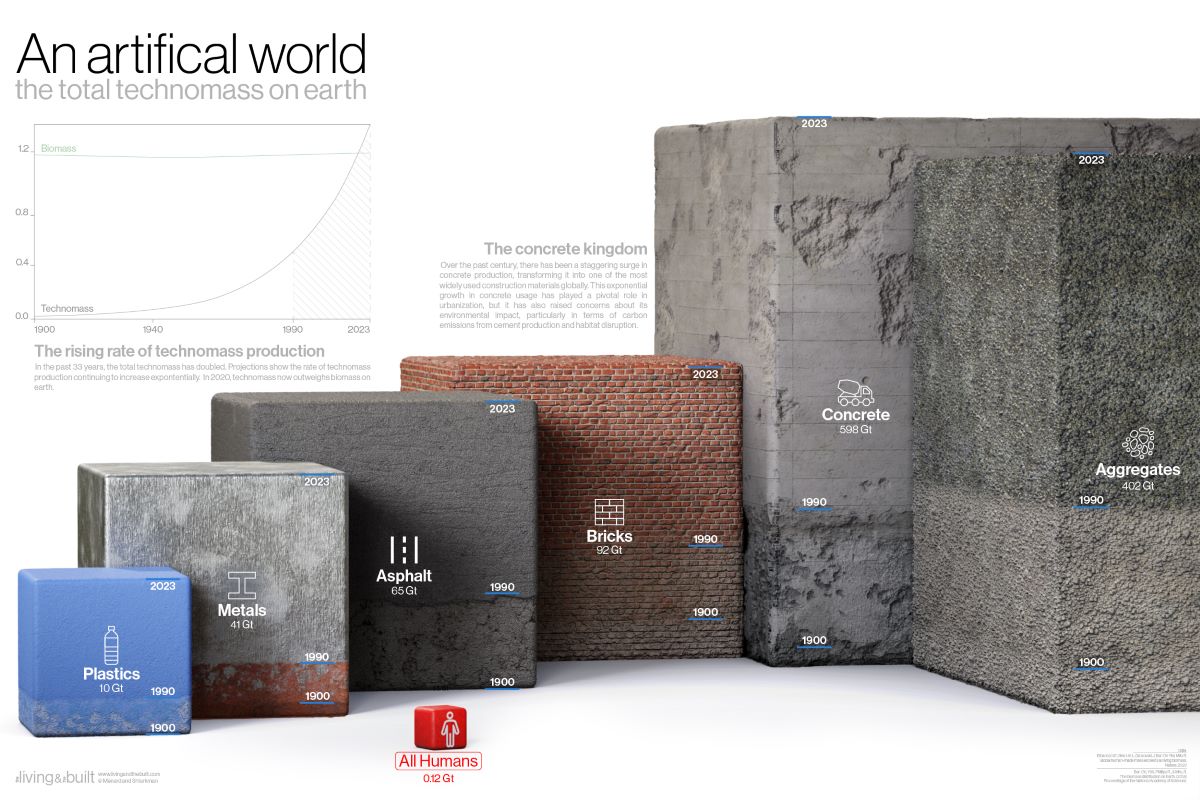 An artifical world
the total technomass on earth
1.2
Biomass
0.8
0.4
Technomass
0.0
1900
1940
1990
2023
The rising rate of technomass production
In the past 33 years, the total technomass has doubled. Projections show the rate of technomass
production continuing to increase expontentially. In 2020, technomass now outweighs biomass on
earth.
The concrete kingdom
Over the past century, there has been a staggering surge in
concrete production, transforming it into one of the most
widely used construction materials globally. This exponential
growth in concrete usage has played a pivotal role in
urbanization, but it has also raised concerns about its
environmental impact, particularly in terms of carbon
emissions from cement production and habitat disruption.
2023
Plastics
10 Gt
1990
1900
2023
Metals
41 Gt
1990
1900
2023
Asphalt
65 Gt
1990
1900
2023
Bricks
92 Gt
1990
1900
2023
Concrete
598 Gt
1990
1900
2023
Aggregates
402 Gt
1990
1900
All Humans
0.12 Gt
the living & the built
www.livingandthebuilt.com